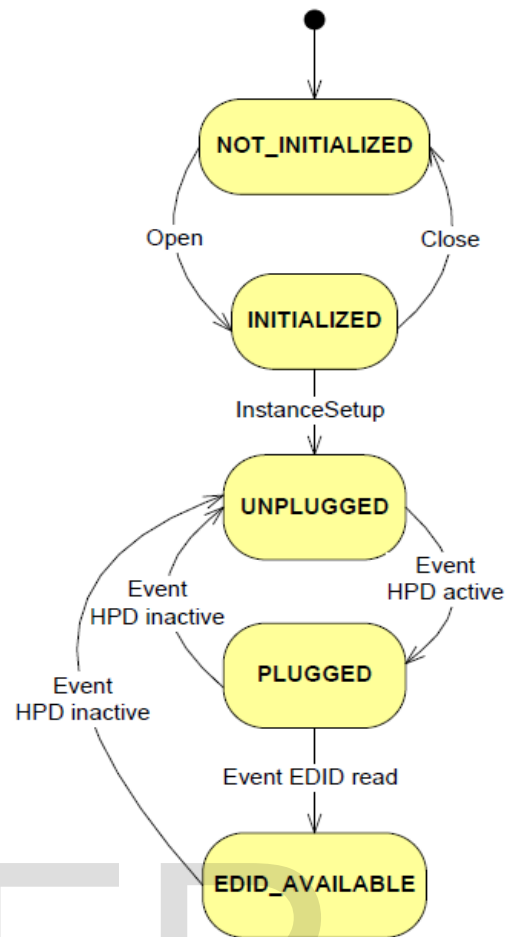 NOT_INITIALIZED
Open
Close
INITIALIZED
InstanceSetup
UNPLUGGED
Event
HPD active
Event
HPD inactive
PLUGGED
Event
HPD inactive
Event EDID read
EDID_AVAILABLE